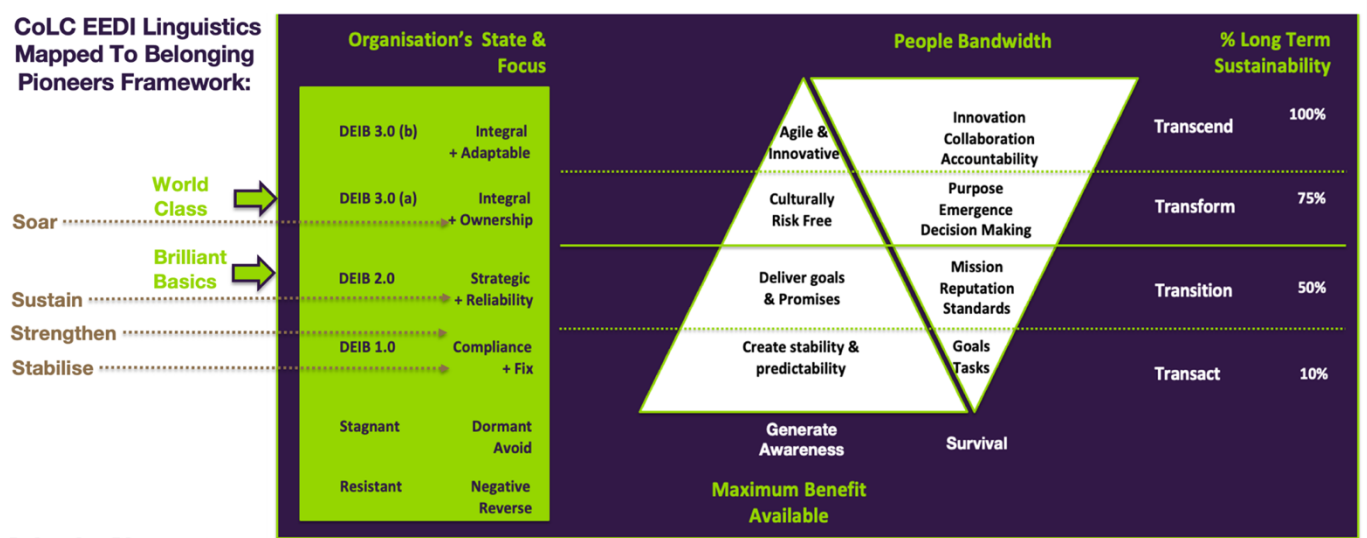 CoLC EEDI Linguistics
Mapped To Belonging
Pioneers Framework:
World
Class
Soar
Brilliant
Basics
Sustain
Strengthen
Stabilise
Organisation's State &
Focus
DEIB 3.0 (b)
Integral
+ Adaptable
DEIB 3.0 (a)
Integral
+ Ownership
DEIB 2.0
Strategic
+ Reliability
DEIB 1.0
Compliance
+ Fix
Stagnant
Dormant
Avoid
Resistant
Negative
Reverse
People Bandwidth
Agile &
Innovative
Culturally
Risk Free
Deliver goals
& Promises
Create stability &
predictability
Generate
Awareness
Maximum Benefit
Available
Innovation
Collaboration
Accountability
Purpose
Emergence
Decision Making
Mission
Reputation
Standards
Goals
Tasks
Survival
% Long Term
Sustainability
Transcend 100%
Transform 75%
Transition 50%
Transact 10%